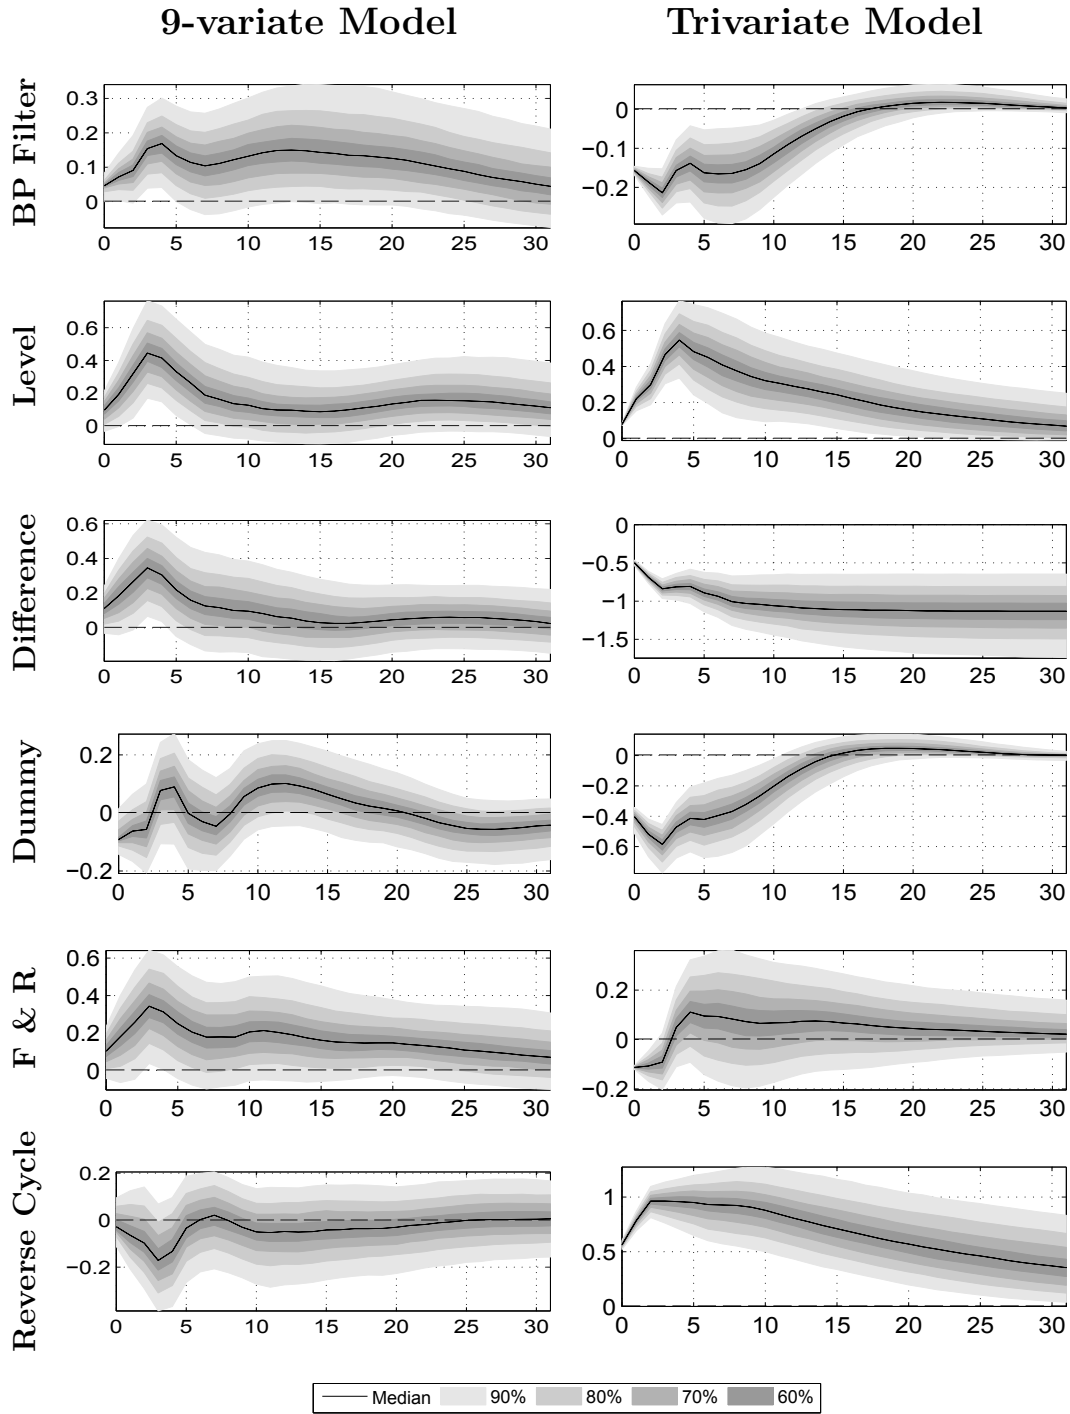 9-variate Model Trivariate Model
BP Filter
0.3
0.2
0.1
0
0 5 10 15 20 25 30
0
−0.1
−0.2
0 5 10 15 20 25 30
Level
0.6
0.4
0.2
0
0 5 10 15 20 25 30
0.6
0.4
0.2
0
0 5 10 15 20 25 30
Difference
0.6
0.4
0.2
0
0 5 10 15 20 25 30
0
−0.5
−1
−1.5
0 5 10 15 20 25 30
Dummy
0.2
0
−0.2
0 5 10 15 20 25 30
0
−0.2
−0.4
−0.6
0 5 10 15 20 25 30
F & R
0.6
0.4
0.2
0
0 5 10 15 20 25 30
0.2
0
−0.2
0 5 10 15 20 25 30
Reverse Cycle
0.2
0
−0.2
0 5 10 15 20 25 30
1
0.5
0
0 5 10 15 20 25 30
Median 90% 80% 70% 60%